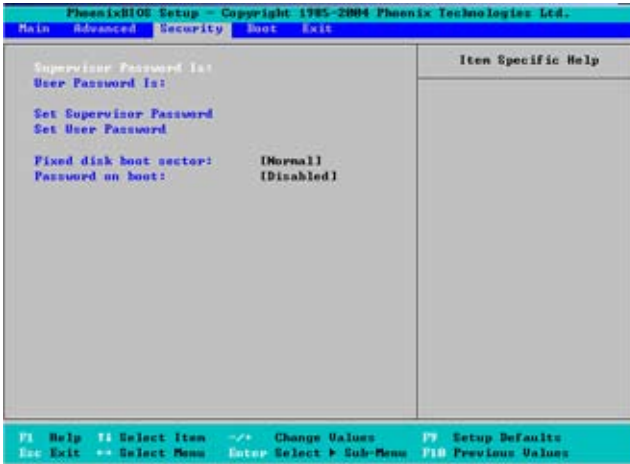 PhoenixBIOS Setup - Copyright 1985-2004 Phoenix Technologies Ltd.
Main Advanced Security Boot Exit
Item Specific Help
Supervisor Password Is:
User Password Is:
Set Supervisor Password
Set User Password
Fixed disk boot sector: [Normal]
Password on boot: [Disabled]
F1 Help ↑↓ Select Item -/+ Change Values F9 Setup Defaults
Esc Exit ↔ Select Menu Enter Select ▶ Sub-Menu F10 Previous Values